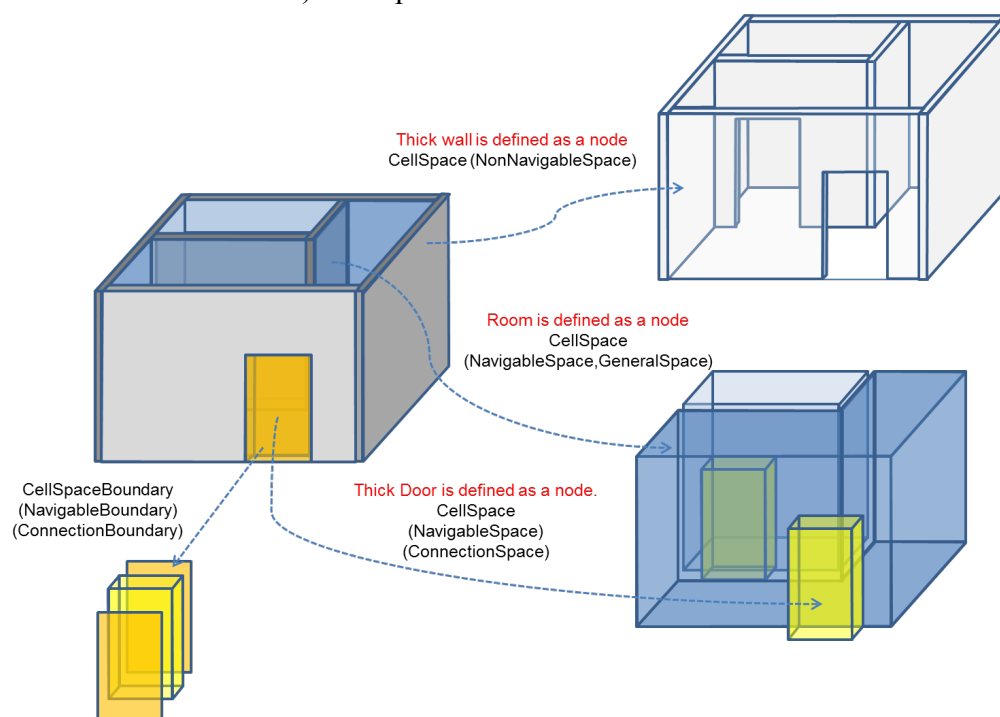 Thick wall is defined as a node
CellSpace (NonNavigableSpace)
Room is defined as a node
CellSpace
(NavigableSpace,GeneralSpace)
CellSpaceBoundary
(NavigableBoundary)
(ConnectionBoundary)
Thick Door is defined as a node.
CellSpace
(NavigableSpace)
(ConnectionSpace)